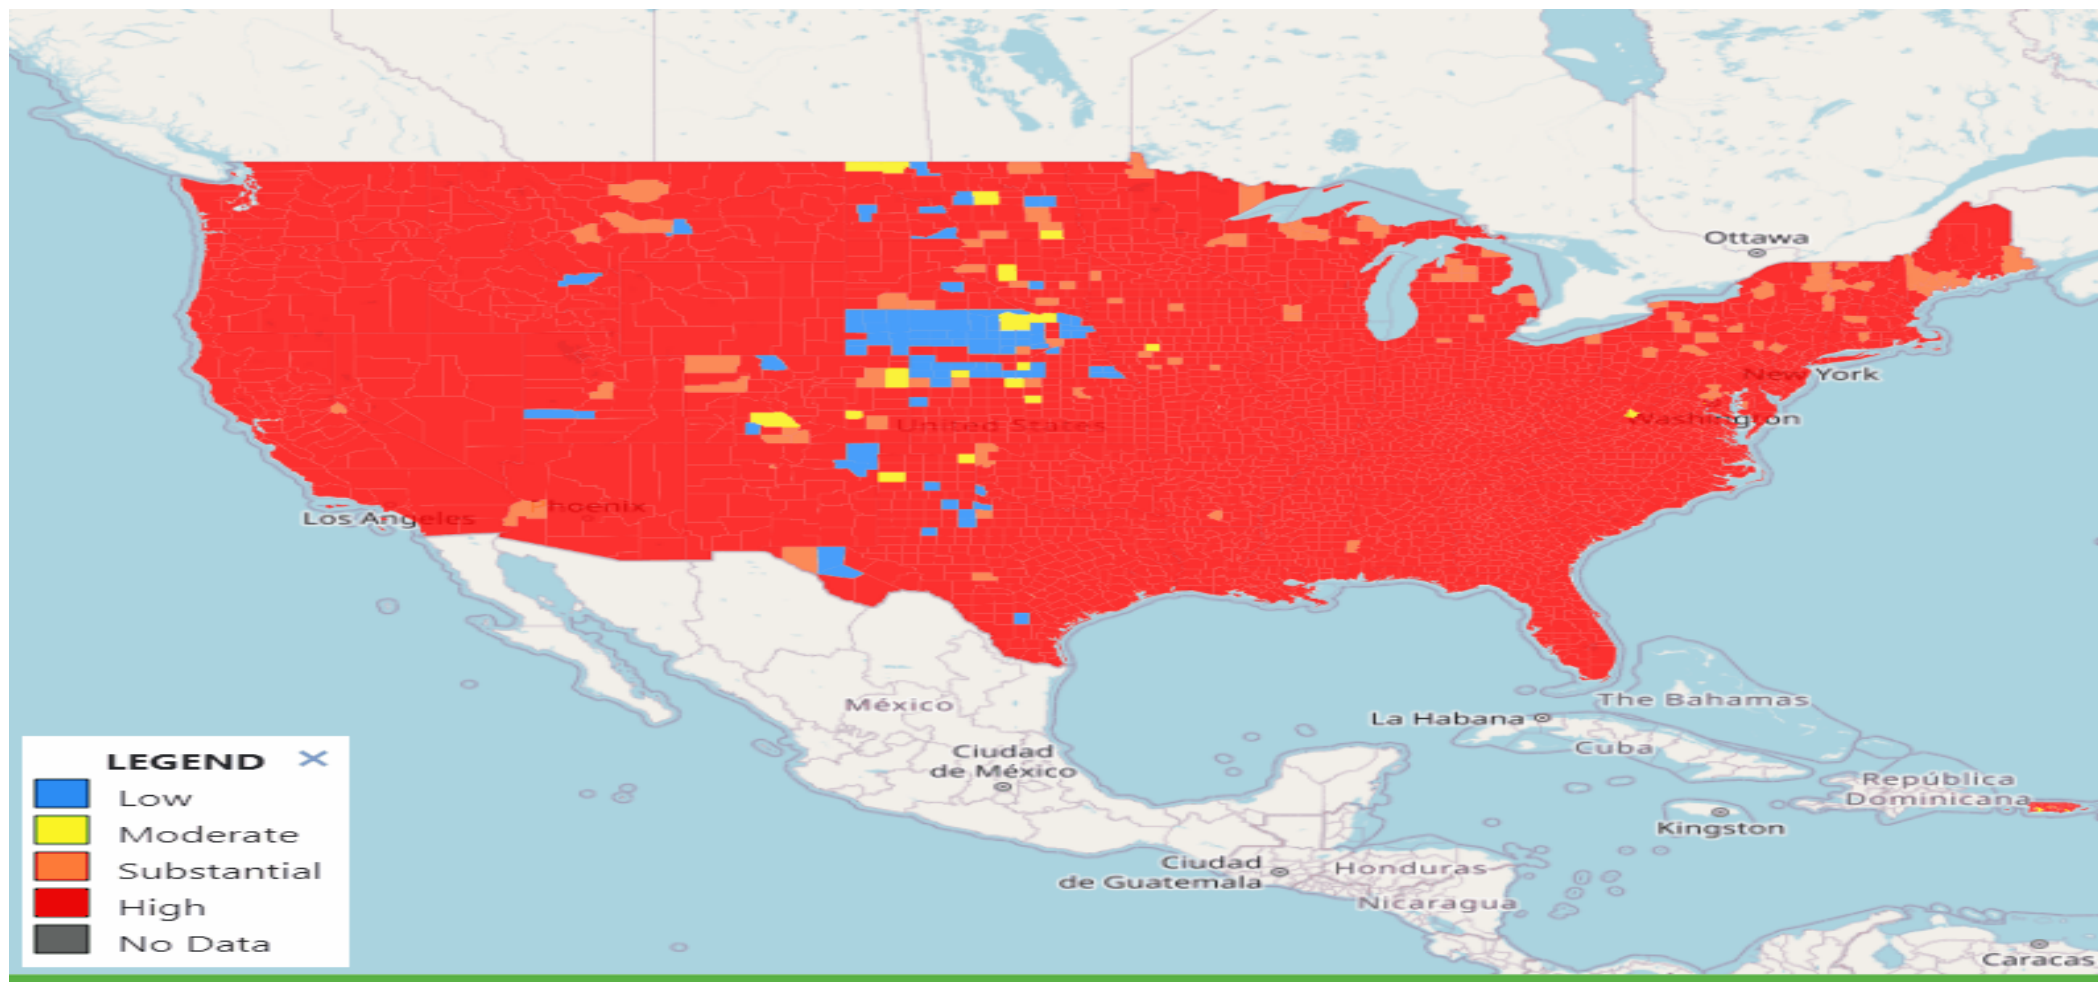 Ottawa
New York
Washington
United States
Phoenix
Los Angeles
The Bahamas
México
La Habana
Cuba
Ciudad
de México
República
Dominicana
Kingston
Ciudad
de Guatemala
Honduras
Nicaragua
Caracas
LEGEND ×
Low
Moderate
Substantial
High
No Data